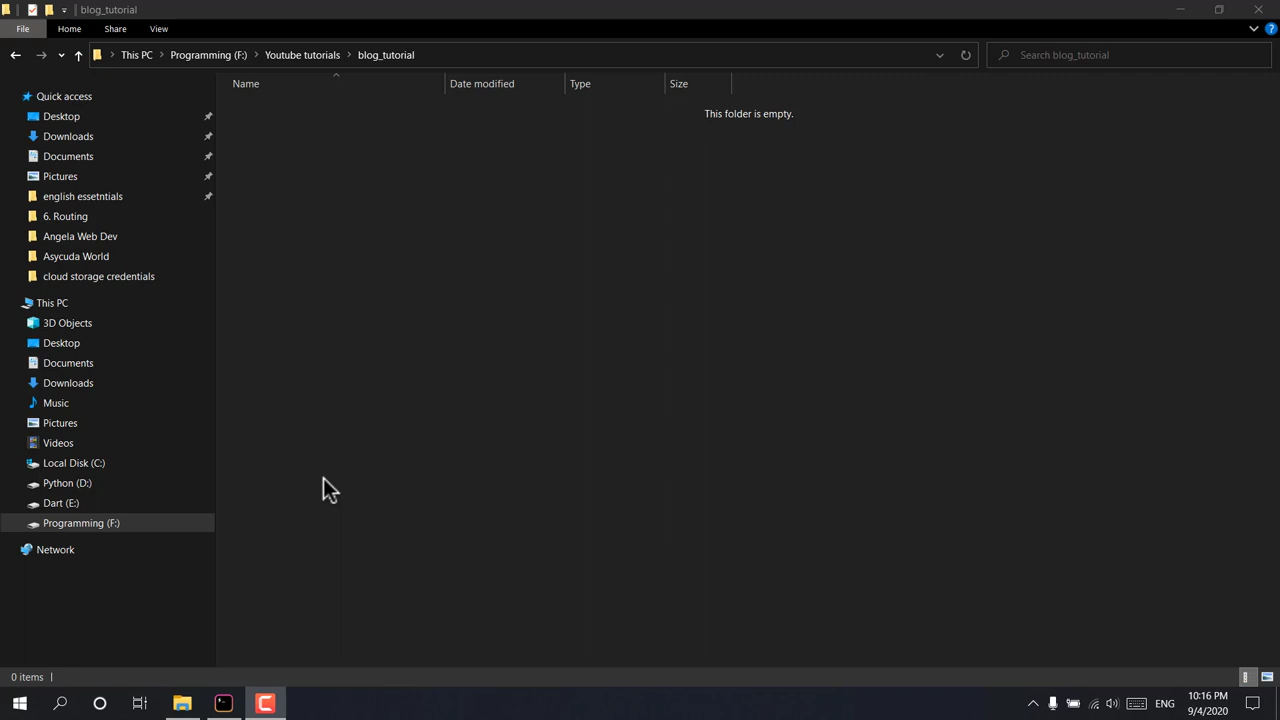 blog_tutorial
File Home Share View
This PC Programming (F:) Youtube tutorials blog_tutorial Search blog_tutorial
Name Date modified Type Size
This folder is empty.
Quick access
Desktop
Downloads
Documents
Pictures
english essetntials
6. Routing
Angela Web Dev
Asycuda World
cloud storage credentials
This PC
3D Objects
Desktop
Documents
Downloads
Music
Pictures
Videos
Local Disk (C:)
Python (D:)
Dart (E:)
Programming (F:)
Network
0 items
ENG
10:16 PM
9/4/2020